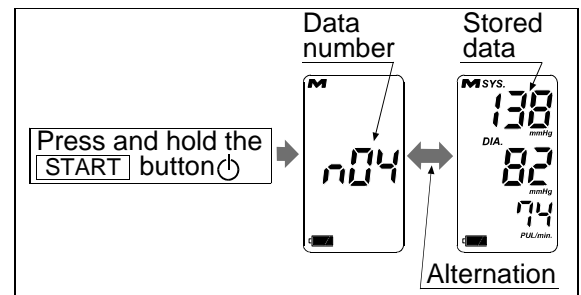 Data
number
Stored
data
Press and hold the
START button
M
n04
M SYS.
138
mmHg
DIA.
82
mmHg
74
PUL/min.
Alternation